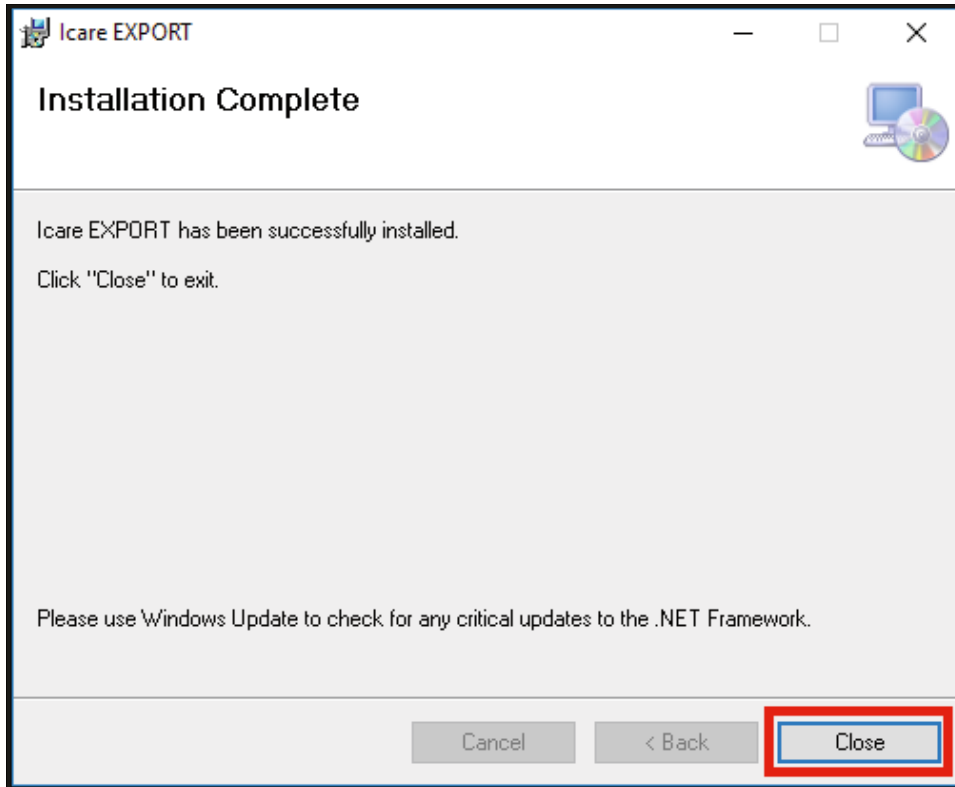 Icare EXPORT
Installation Complete
Icare EXPORT has been successfully installed.
Click "Close" to exit.
Please use Windows Update to check for any critical updates to the .NET Framework.
Cancel
< Back
Close